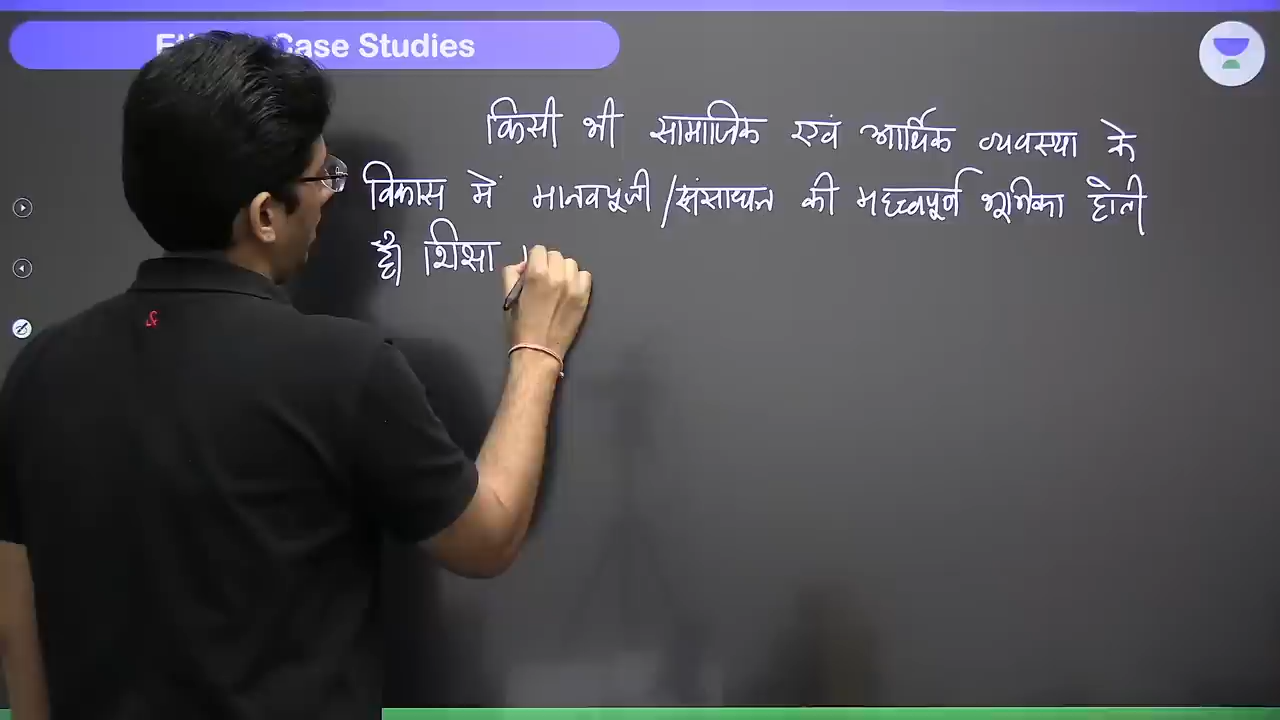 Case Studies
किसी भी सामाजिक एवं आर्थिक व्यवस्था के
विकास में मानवपूंजी/संसाधन की महत्वपूर्ण भूमिका होती
है। शिक्षा